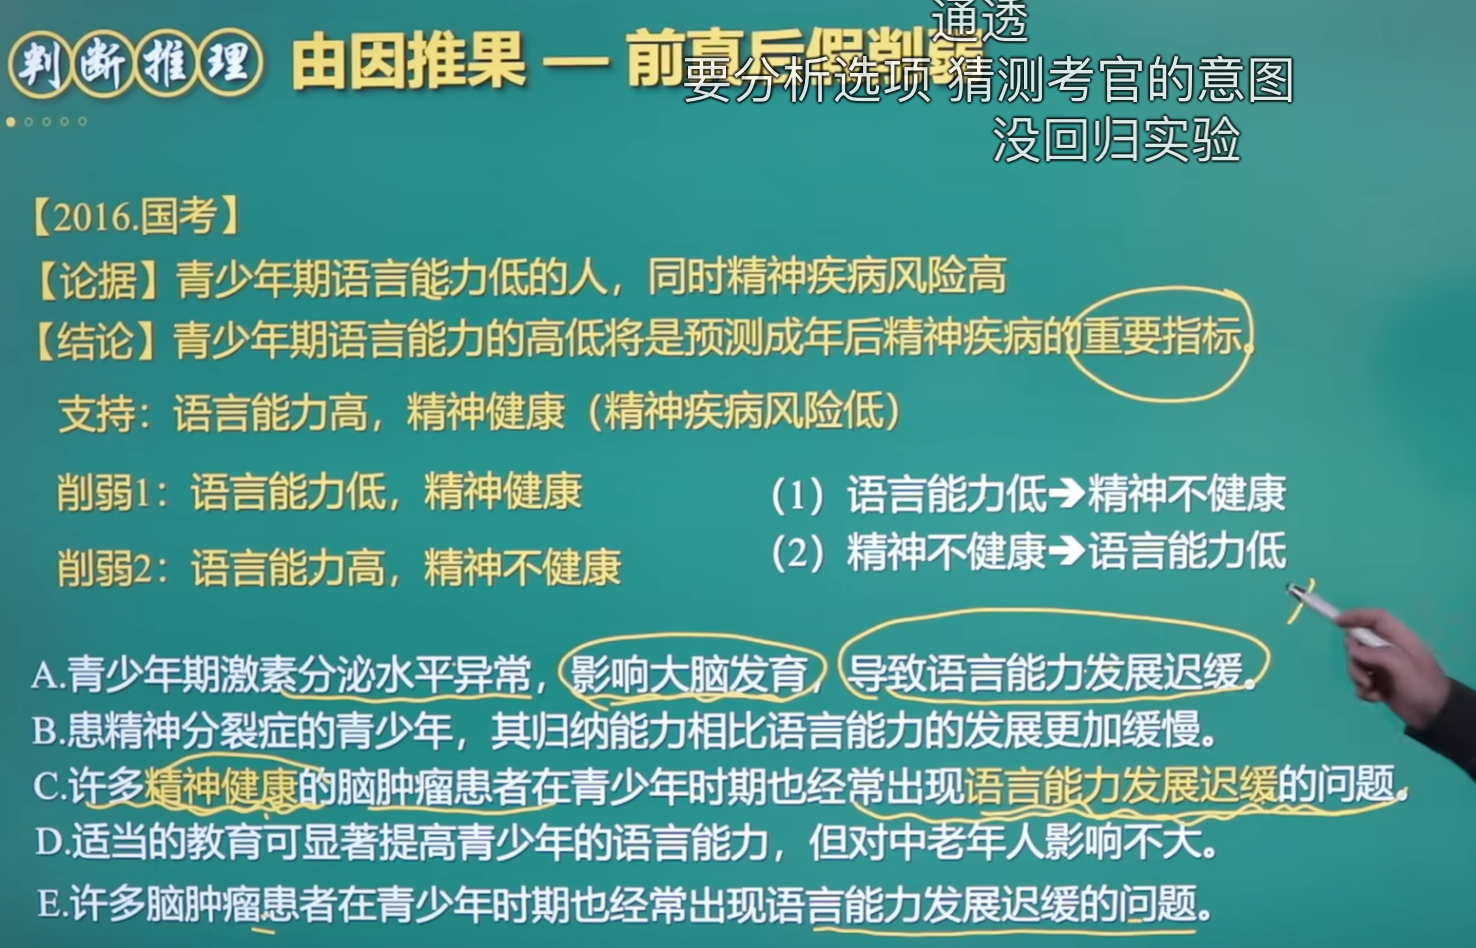 通透
判断推理 由因推果 — 前真后假削弱
要分析选项 猜测考官的意图
没回归实验
【2016.国考】
【论据】青少年期语言能力低的人，同时精神疾病风险高
【结论】青少年期语言能力的高低将是预测成年后精神疾病的重要指标。
支持：语言能力高，精神健康（精神疾病风险低）
削弱1：语言能力低，精神健康
（1）语言能力低→精神不健康
削弱2：语言能力高，精神不健康
（2）精神不健康→语言能力低
A.青少年期激素分泌水平异常，影响大脑发育，导致语言能力发展迟缓。
B.患精神分裂症的青少年，其归纳能力相比语言能力的发展更加缓慢。
C.许多精神健康的脑肿瘤患者在青少年时期也经常出现语言能力发展迟缓的问题。
D.适当的教育可显著提高青少年的语言能力，但对中老年人影响不大。
E.许多脑肿瘤患者在青少年时期也经常出现语言能力发展迟缓的问题。